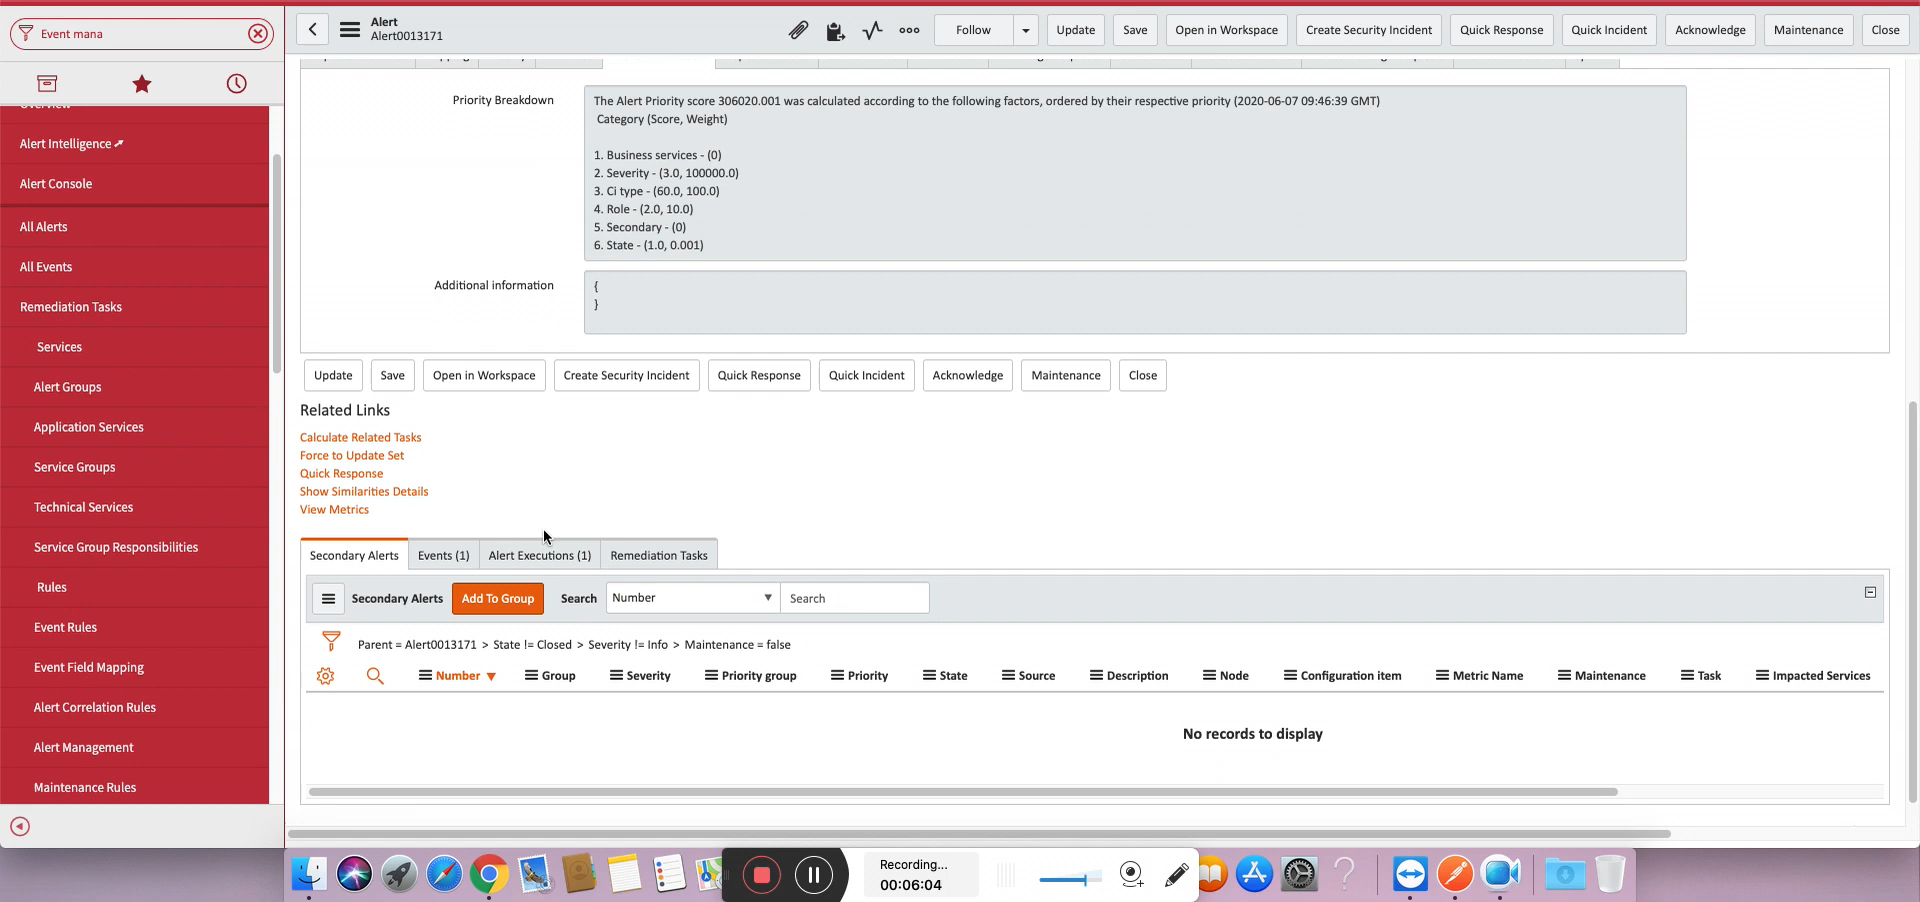 Event mana
Alert
Alert0013171
Follow
Update
Save
Open in Workspace
Create Security Incident
Quick Response
Quick Incident
Acknowledge
Maintenance
Close
Overview
Alert Intelligence
Alert Console
All Alerts
All Events
Remediation Tasks
Services
Alert Groups
Application Services
Service Groups
Technical Services
Service Group Responsibilities
Rules
Event Rules
Event Field Mapping
Alert Correlation Rules
Alert Management
Maintenance Rules
Priority Breakdown
The Alert Priority score 306020.001 was calculated according to the following factors, ordered by their respective priority (2020-06-07 09:46:39 GMT)
Category (Score, Weight)
1. Business services - (0)
2. Severity - (3.0, 100000.0)
3. Ci type - (60.0, 100.0)
4. Role - (2.0, 10.0)
5. Secondary - (0)
6. State - (1.0, 0.001)
Additional information
{
}
Update
Save
Open in Workspace
Create Security Incident
Quick Response
Quick Incident
Acknowledge
Maintenance
Close
Related Links
Calculate Related Tasks
Force to Update Set
Quick Response
Show Similarities Details
View Metrics
Secondary Alerts
Events (1)
Alert Executions (1)
Remediation Tasks
Secondary Alerts
Add To Group
Search
Number
Search
Parent = Alert0013171 > State != Closed > Severity != Info > Maintenance = false
Number
Group
Severity
Priority group
Priority
State
Source
Description
Node
Configuration item
Metric Name
Maintenance
Task
Impacted Services
No records to display
Recording...
00:06:04